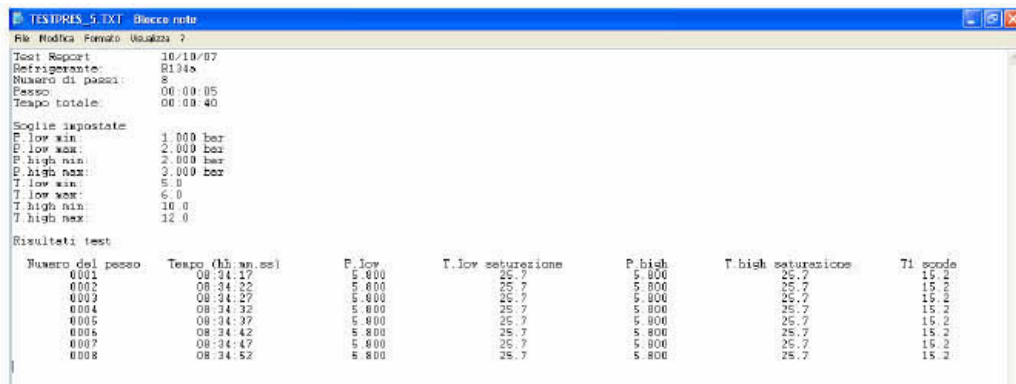 TESTPRES_5.TXT - Blocco note
File Modifica Formato Visualizza ?
Test Report 10/10/07
Refrigerante: R134a
Numero di passi: 8
Passo: 00:00:05
Tempo totale: 00:00:40
Soglie impostate
P.low min: 1.000 bar
P.low max: 2.000 bar
P.high min: 2.000 bar
P.high max: 3.000 bar
T.low min: 5.0
T.low max: 6.0
T.high min: 10.0
T.high max: 12.0
Risultati test
Numero del passo Tempo (hh:mm.ss) P.low T.low saturazione P.high T.high saturazione T1 sonda
0001 08:34:17 5.800 25.7 5.800 25.7 15.2
0002 08:34:22 5.800 25.7 5.800 25.7 15.2
0003 08:34:27 5.800 25.7 5.800 25.7 15.2
0004 08:34:32 5.800 25.7 5.800 25.7 15.2
0005 08:34:37 5.800 25.7 5.800 25.7 15.2
0006 08:34:42 5.800 25.7 5.800 25.7 15.2
0007 08:34:47 5.800 25.7 5.800 25.7 15.2
0008 08:34:52 5.800 25.7 5.800 25.7 15.2